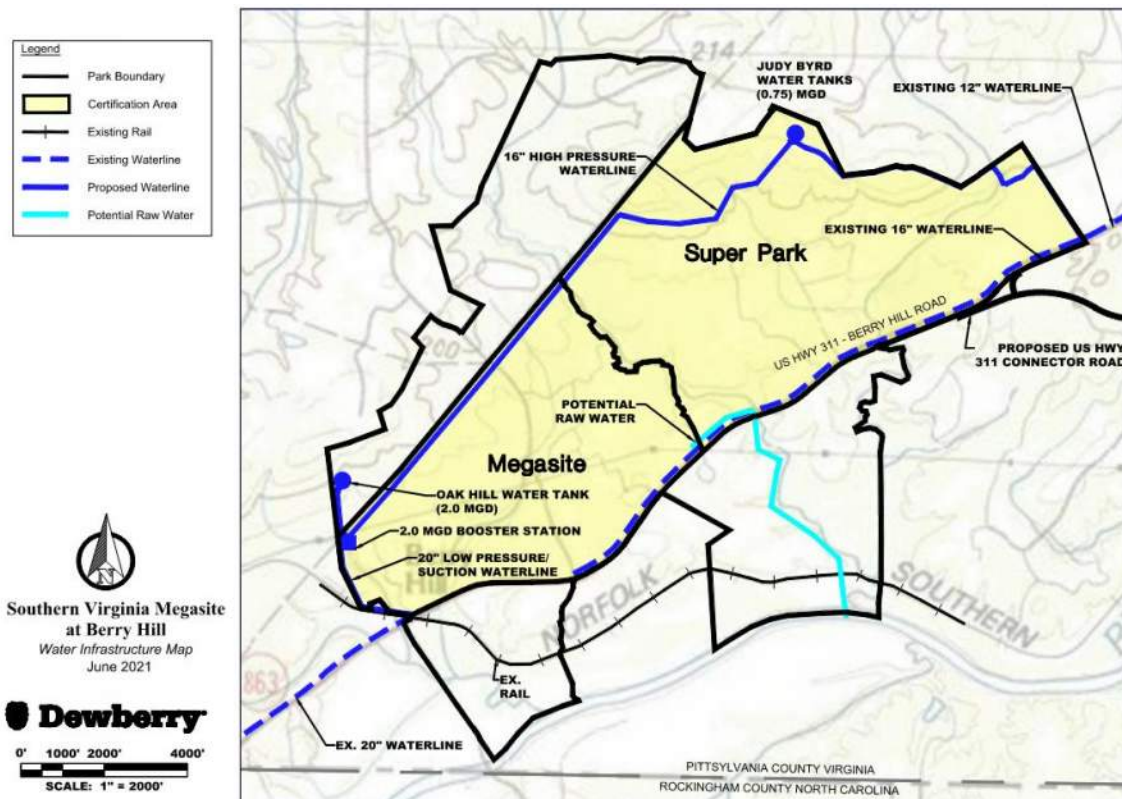 Legend
Park Boundary
Certification Area
Existing Rail
Existing Waterline
Proposed Waterline
Potential Raw Water
Southern Virginia Megasite
at Berry Hill
Water Infrastructure Map
June 2021
Dewberry
0' 1000' 2000' 4000'
SCALE: 1" = 2000'
214
JUDY BYRD
WATER TANKS
(0.75) MGD
EXISTING 12" WATERLINE
16" HIGH PRESSURE
WATERLINE
EXISTING 16" WATERLINE
Super Park
US HWY 311 - BERRY HILL ROAD
PROPOSED US HWY
311 CONNECTOR ROAD
200
POTENTIAL
RAW WATER
Megasite
OAK HILL WATER TANK
(2.0 MGD)
2.0 MGD BOOSTER STATION
20" LOW PRESSURE/
SUCTION WATERLINE
Hill
NORFOLK
SOUTHERN
863
EX.
RAIL
EX. 20" WATERLINE
PITTSYLVANIA COUNTY VIRGINIA
ROCKINGHAM COUNTY NORTH CAROLINA
N